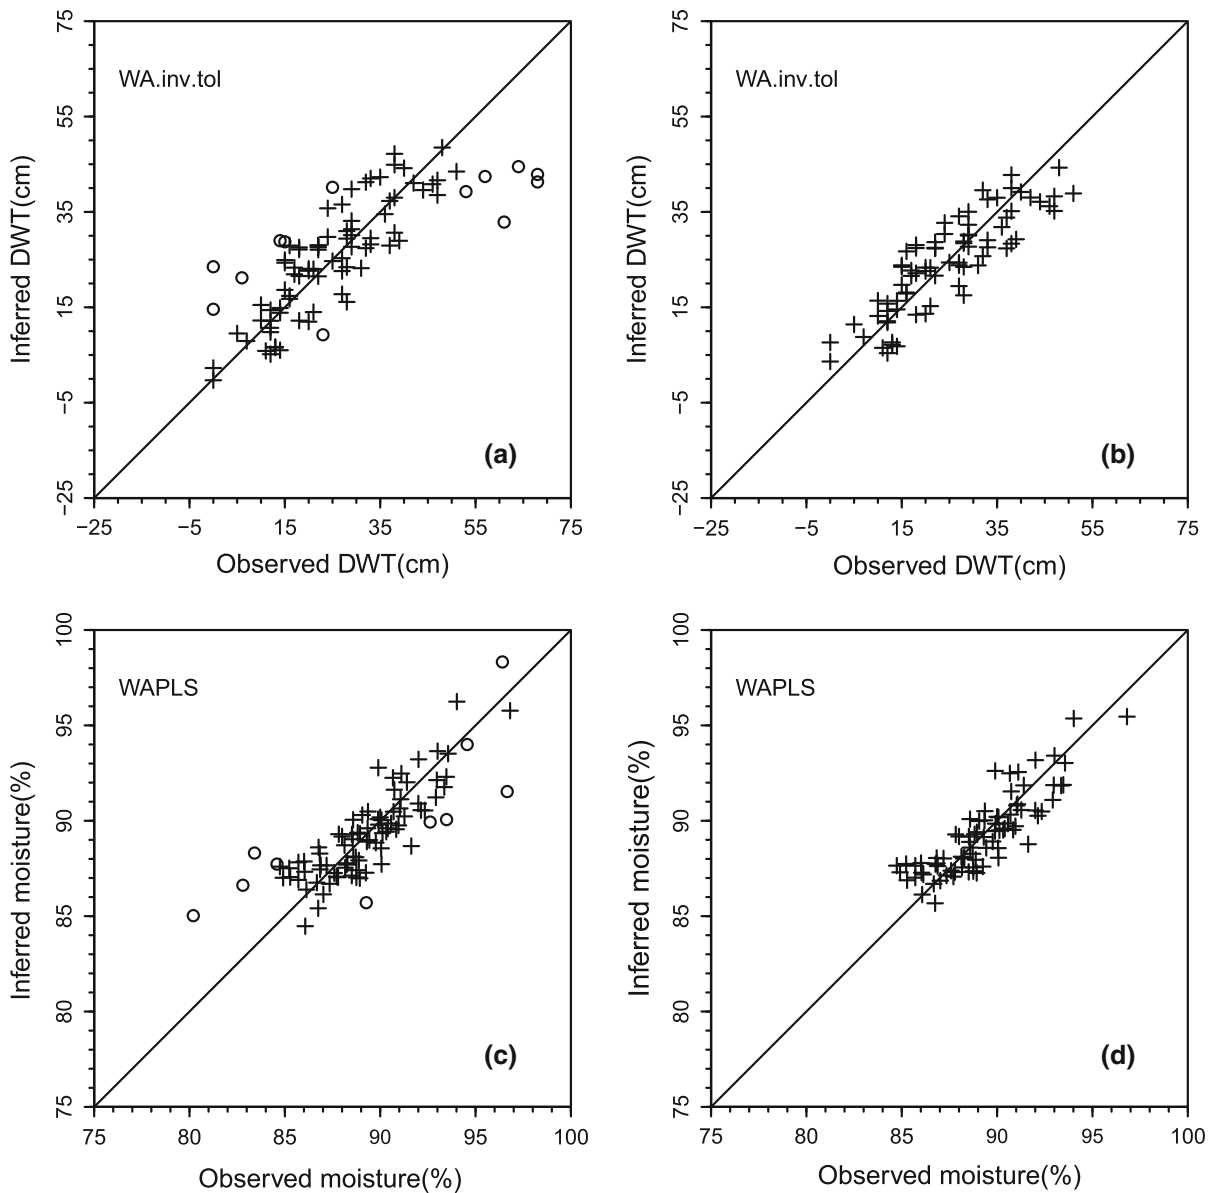 75
55
35
15
−5
−25
Inferred DWT(cm)
WA.inv.tol
(a)
−25 −5 15 35 55 75
Observed DWT(cm)
75
55
35
15
−5
−25
Inferred DWT(cm)
WA.inv.tol
(b)
−25 −5 15 35 55 75
Observed DWT(cm)
100
95
90
85
80
75
Inferred moisture(%)
WAPLS
(c)
75 80 85 90 95 100
Observed moisture(%)
100
95
90
85
80
75
Inferred moisture(%)
WAPLS
(d)
75 80 85 90 95 100
Observed moisture(%)